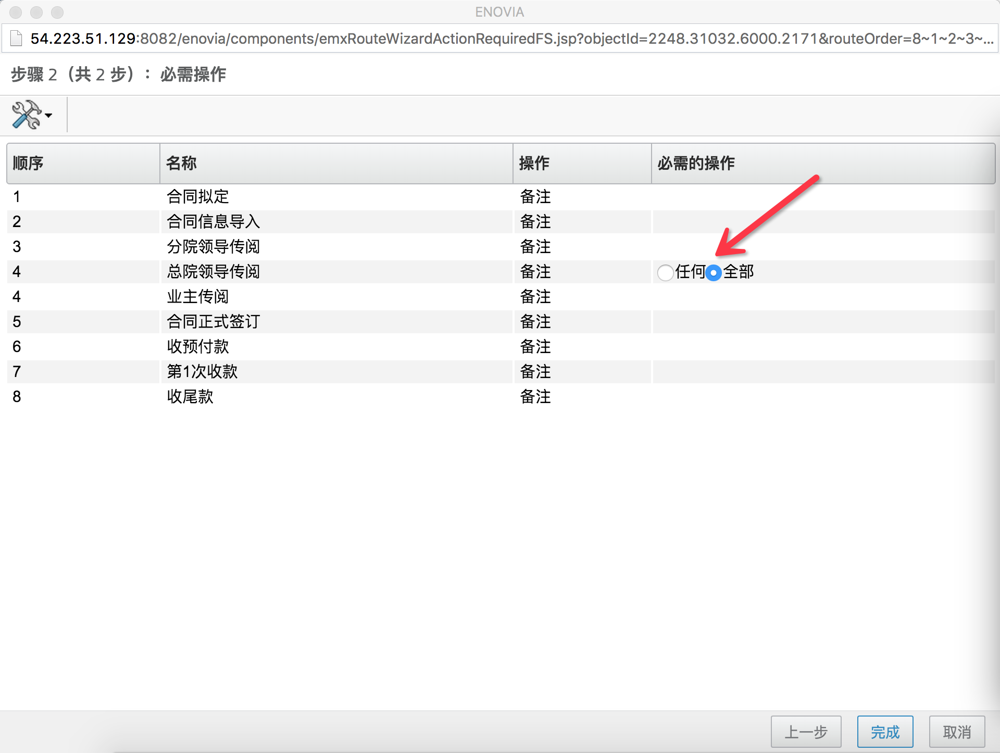 ENOVIA
54.223.51.129:8082/enovia/components/emxRouteWizardActionRequiredFS.jsp?objectId=2248.31032.6000.2171&routeOrder=8~1~2~3~...
步骤 2（共 2 步）：必需操作
顺序 名称 操作 必需的操作
1 合同拟定 备注
2 合同信息导入 备注
3 分院领导传阅 备注
4 总院领导传阅 备注 任何 全部
4 业主传阅 备注
5 合同正式签订 备注
6 收预付款 备注
7 第1次收款 备注
8 收尾款 备注
上一步 完成 取消